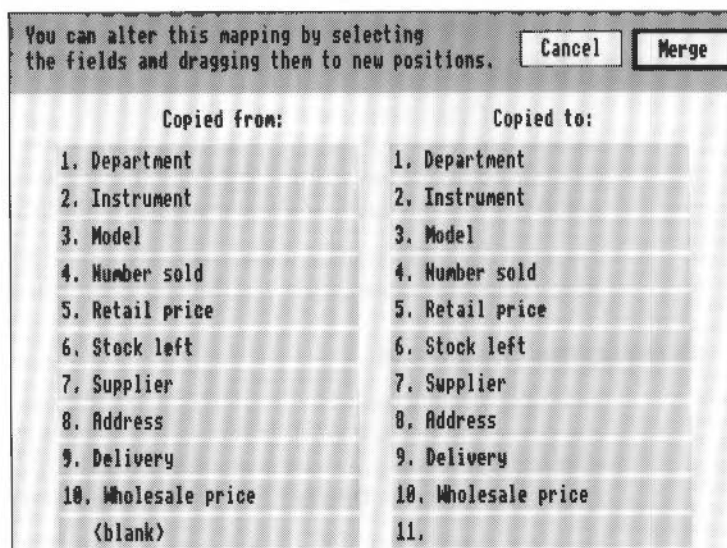 You can alter this mapping by selecting
the fields and dragging them to new positions.
Cancel
Merge
Copied from:
Copied to:
1. Department
1. Department
2. Instrument
2. Instrument
3. Model
3. Model
4. Number sold
4. Number sold
5. Retail price
5. Retail price
6. Stock left
6. Stock left
7. Supplier
7. Supplier
8. Address
8. Address
9. Delivery
9. Delivery
10. Wholesale price
10. Wholesale price
<blank>
11.